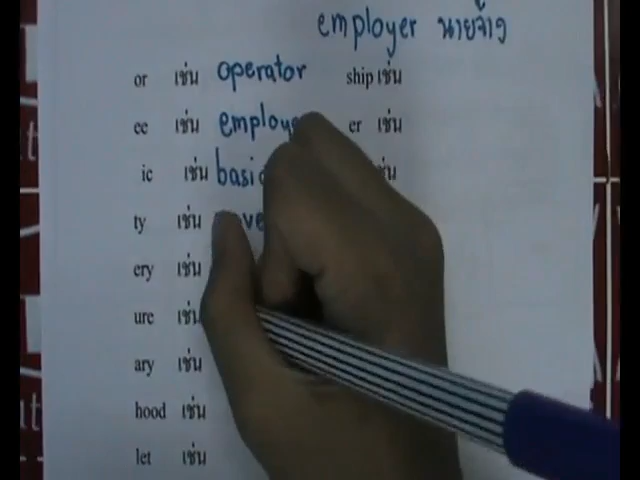 employer นายจ้าง
or เช่น operator ship เช่น
ee เช่น er เช่น
ic เช่น
ty เช่น
ery เช่น
ure เช่น
ary เช่น
hood เช่น
let เช่น